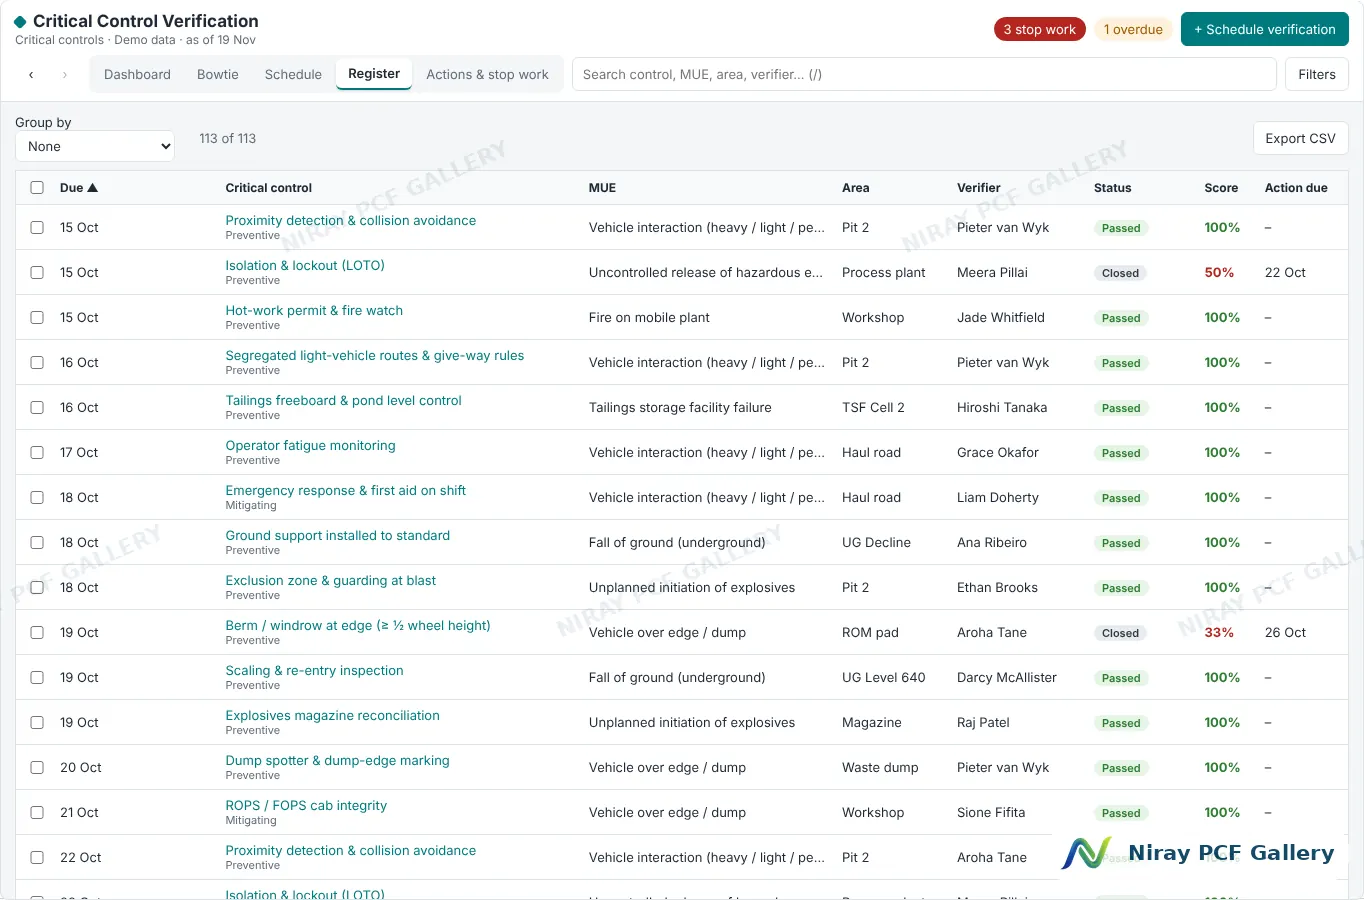 Critical Control Verification
Critical controls · Demo data · as of 19 Nov
3 stop work
1 overdue
+ Schedule verification
‹ › Dashboard Bowtie Schedule Register Actions & stop work
Search control, MUE, area, verifier... (/)
Filters
Group by
None
113 of 113
Export CSV
Due ▲ Critical control MUE Area Verifier Status Score Action due
15 Oct Proximity detection & collision avoidance Vehicle interaction (heavy / light / pe... Pit 2 Pieter van Wyk Passed 100% –
Preventive
15 Oct Isolation & lockout (LOTO) Uncontrolled release of hazardous e... Process plant Meera Pillai Closed 50% 22 Oct
Preventive
15 Oct Hot-work permit & fire watch Fire on mobile plant Workshop Jade Whitfield Passed 100% –
Preventive
16 Oct Segregated light-vehicle routes & give-way rules Vehicle interaction (heavy / light / pe... Pit 2 Pieter van Wyk Passed 100% –
Preventive
16 Oct Tailings freeboard & pond level control Tailings storage facility failure TSF Cell 2 Hiroshi Tanaka Passed 100% –
Preventive
17 Oct Operator fatigue monitoring Vehicle interaction (heavy / light / pe... Haul road Grace Okafor Passed 100% –
Preventive
18 Oct Emergency response & first aid on shift Vehicle interaction (heavy / light / pe... Haul road Liam Doherty Passed 100% –
Mitigating
18 Oct Ground support installed to standard Fall of ground (underground) UG Decline Ana Ribeiro Passed 100% –
Preventive
18 Oct Exclusion zone & guarding at blast Unplanned initiation of explosives Pit 2 Ethan Brooks Passed 100% –
Preventive
19 Oct Berm / windrow at edge (≥ ½ wheel height) Vehicle over edge / dump ROM pad Aroha Tane Closed 33% 26 Oct
Preventive
19 Oct Scaling & re-entry inspection Fall of ground (underground) UG Level 640 Darcy McAllister Passed 100% –
Preventive
19 Oct Explosives magazine reconciliation Unplanned initiation of explosives Magazine Raj Patel Passed 100% –
Preventive
20 Oct Dump spotter & dump-edge marking Vehicle over edge / dump Waste dump Pieter van Wyk Passed 100% –
Preventive
21 Oct ROPS / FOPS cab integrity Vehicle over edge / dump Workshop Sione Fifita Passed 100% –
Mitigating
22 Oct Proximity detection & collision avoidance Vehicle interaction (heavy / light / pe... Pit 2 Aroha Tane
Preventive
Isolation & lockout (LOTO)
Niray PCF Gallery
NIRAY PCF GALLERY
NIRAY PCF GALLERY
PCF GALLERY
NIRAY PCF GALLERY
NIRAY PCF GALL